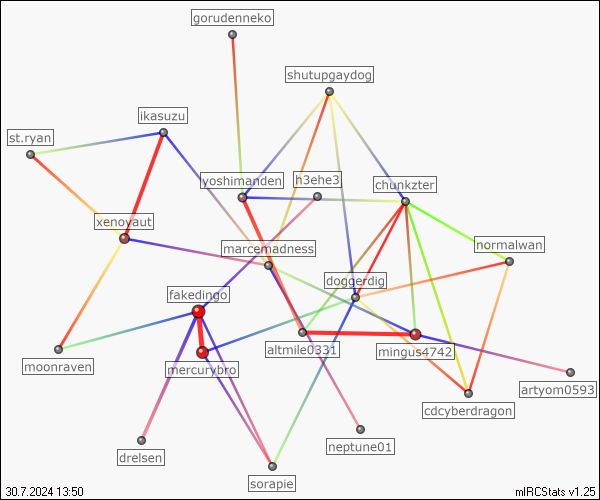 gorudenneko
shutupgaydog
ikasuzu
st.ryan
yoshimanden
h3ehe3
chunkzter
xenoyaut
marcemadness
normalwan
doggerdig
fakedingo
altmile0331
mingus4742
moonraven
mercurybro
artyom0593
cdcyberdragon
neptune01
drelsen
sorapie
30.7.2024 13:50
mIRCStats v1.25